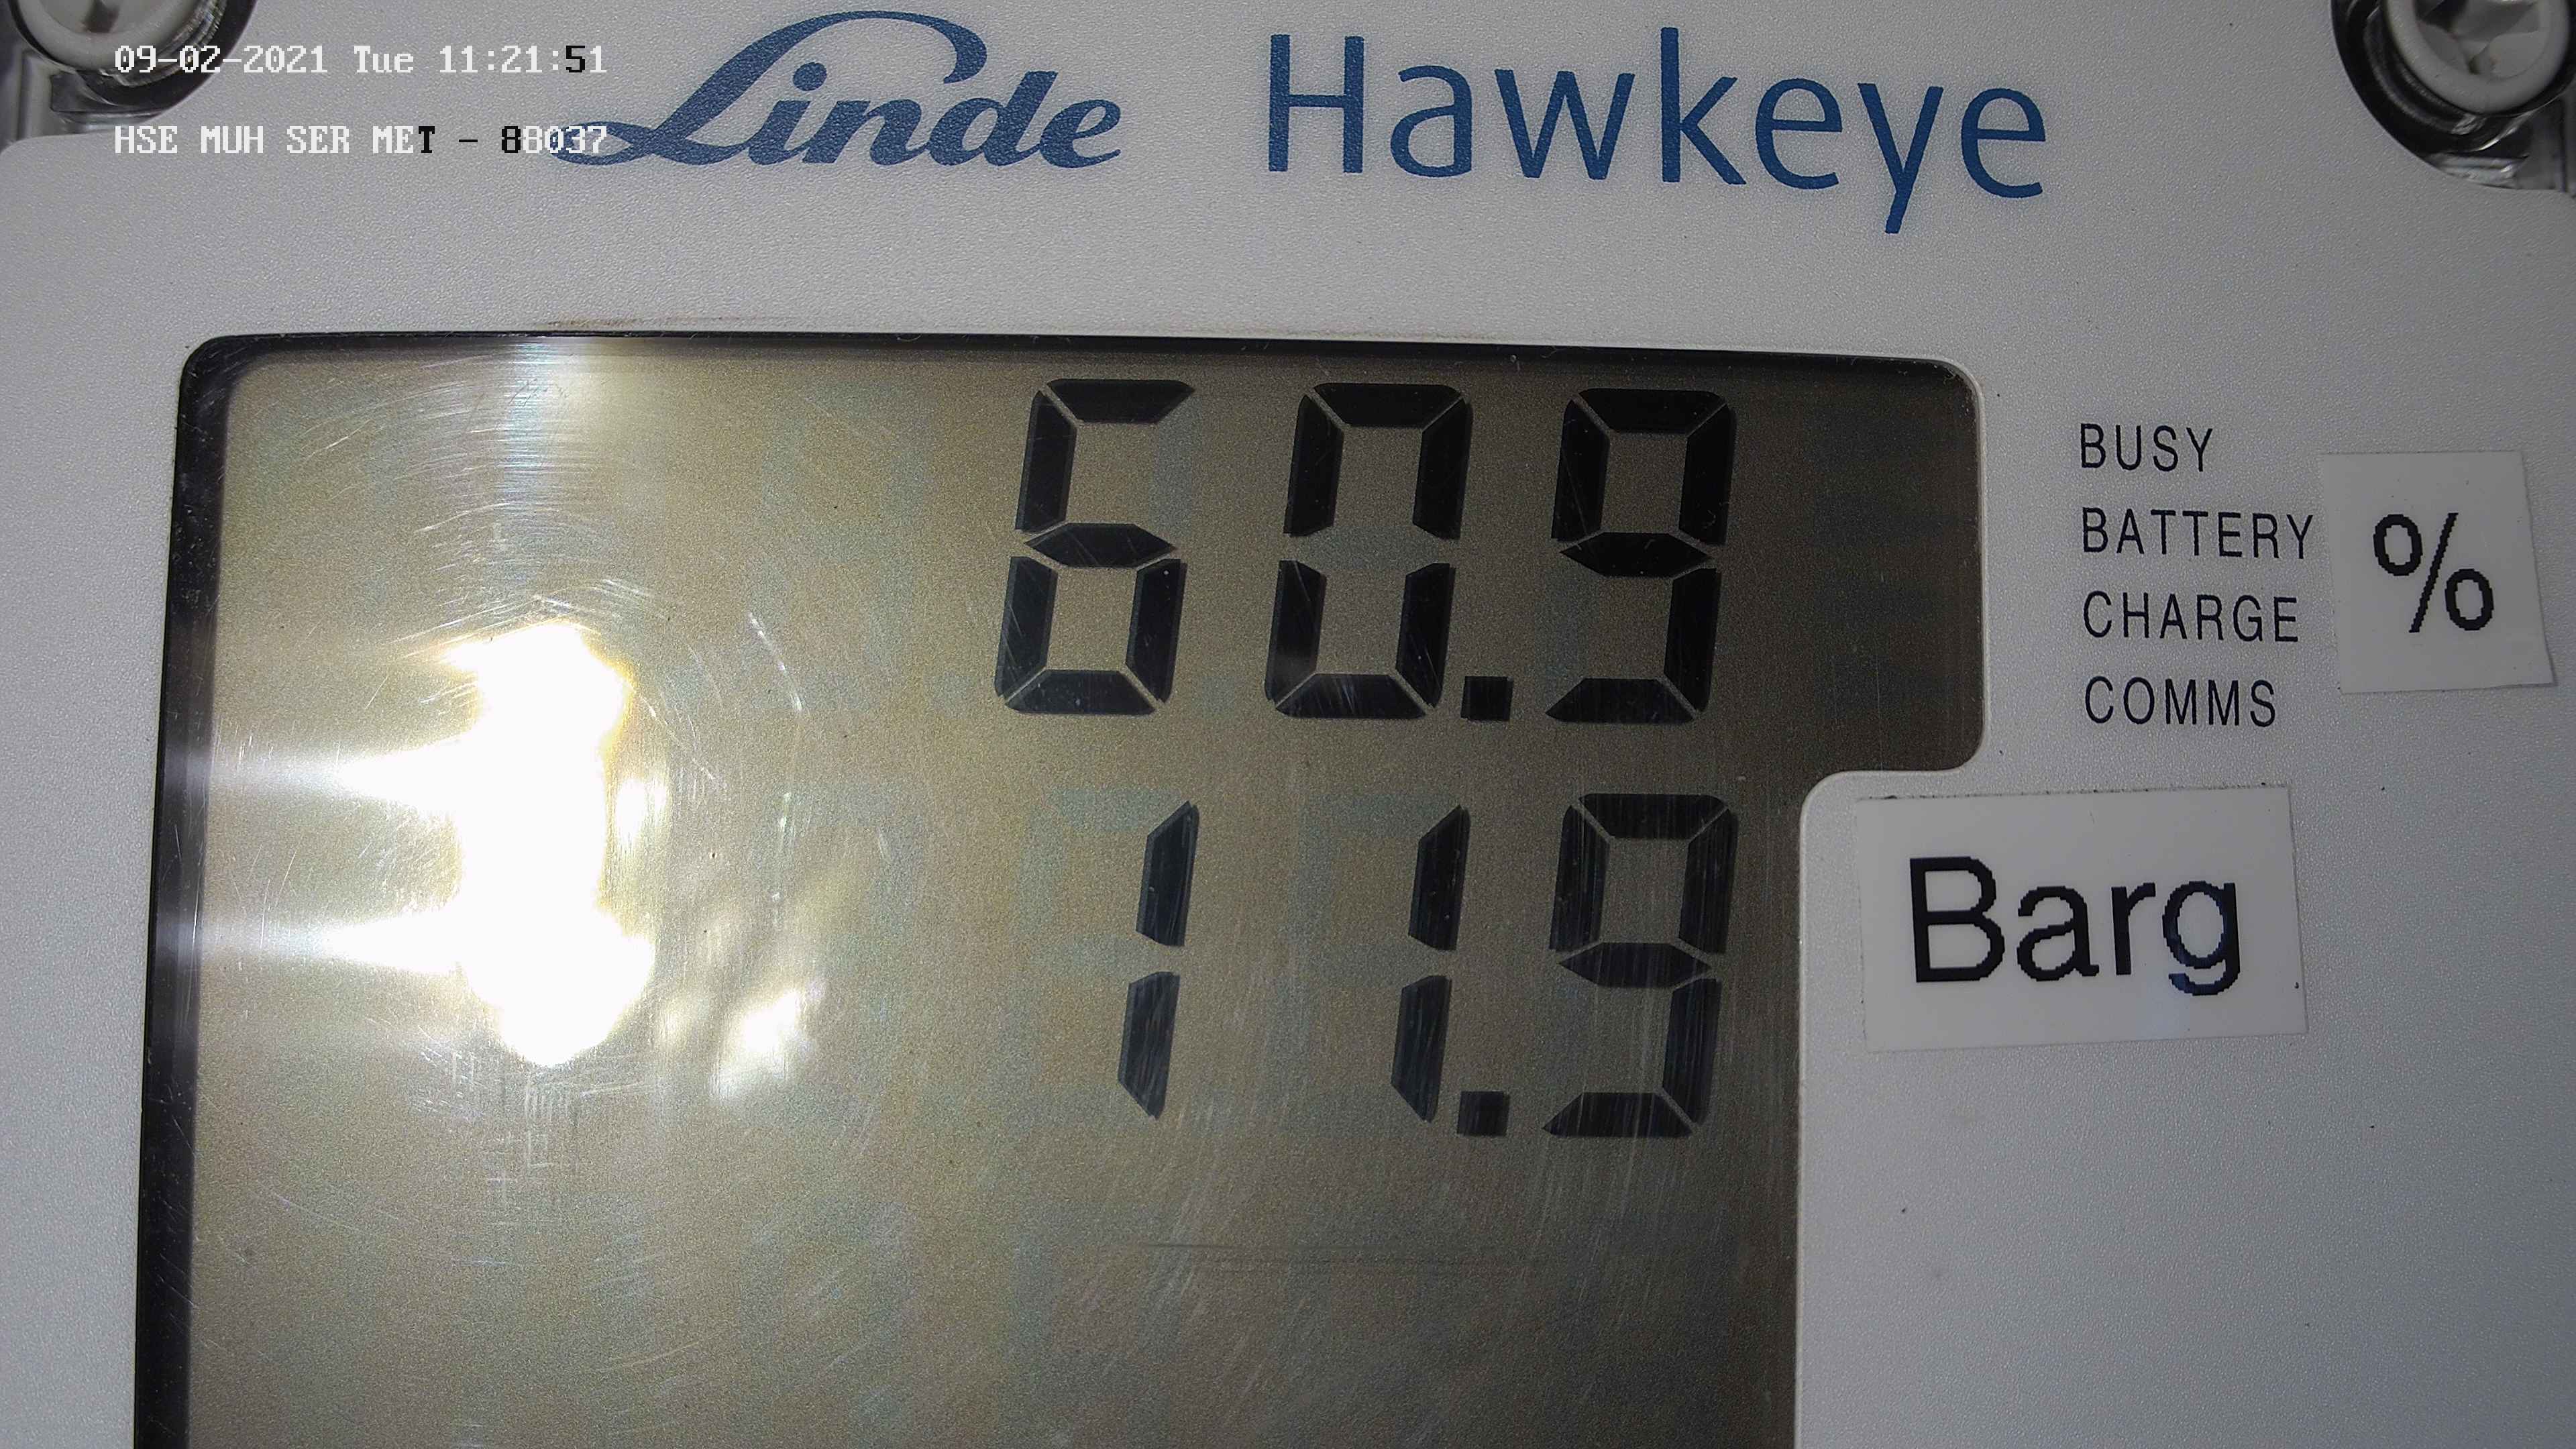 09-02-2021 Tue 11:21:51
HSE MUH SER MET - 88037
Linde Hawkeye
60.9
BUSY
BATTERY
CHARGE
COMMS
%
11.9
Barg